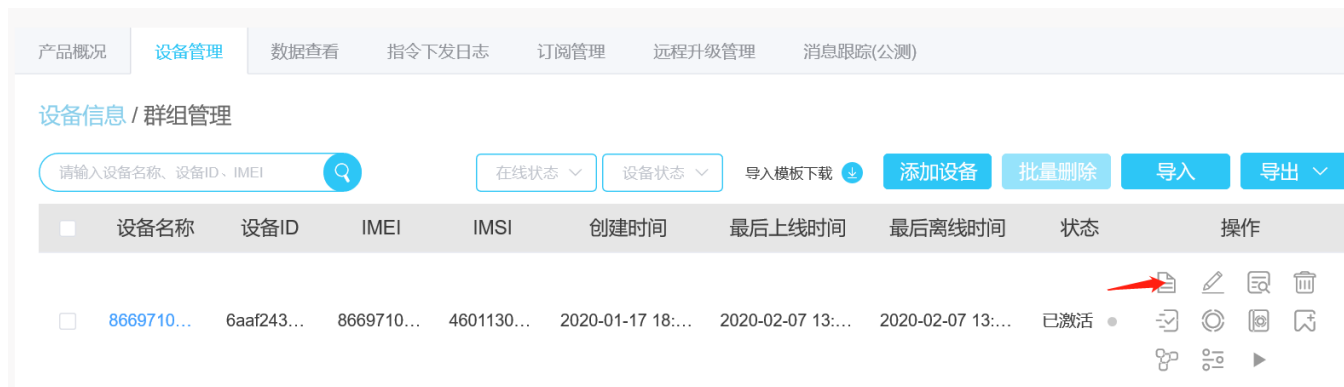 产品概况 设备管理 数据查看 指令下发日志 订阅管理 远程升级管理 消息跟踪(公测)
设备信息 / 群组管理
请输入设备名称、设备ID、IMEI 在线状态 设备状态 导入模板下载 添加设备 批量删除 导入 导出
设备名称 设备ID IMEI IMSI 创建时间 最后上线时间 最后离线时间 状态 操作
8669710... 6aaf243... 8669710... 4601130... 2020-01-17 18:... 2020-02-07 13:... 2020-02-07 13:... 已激活